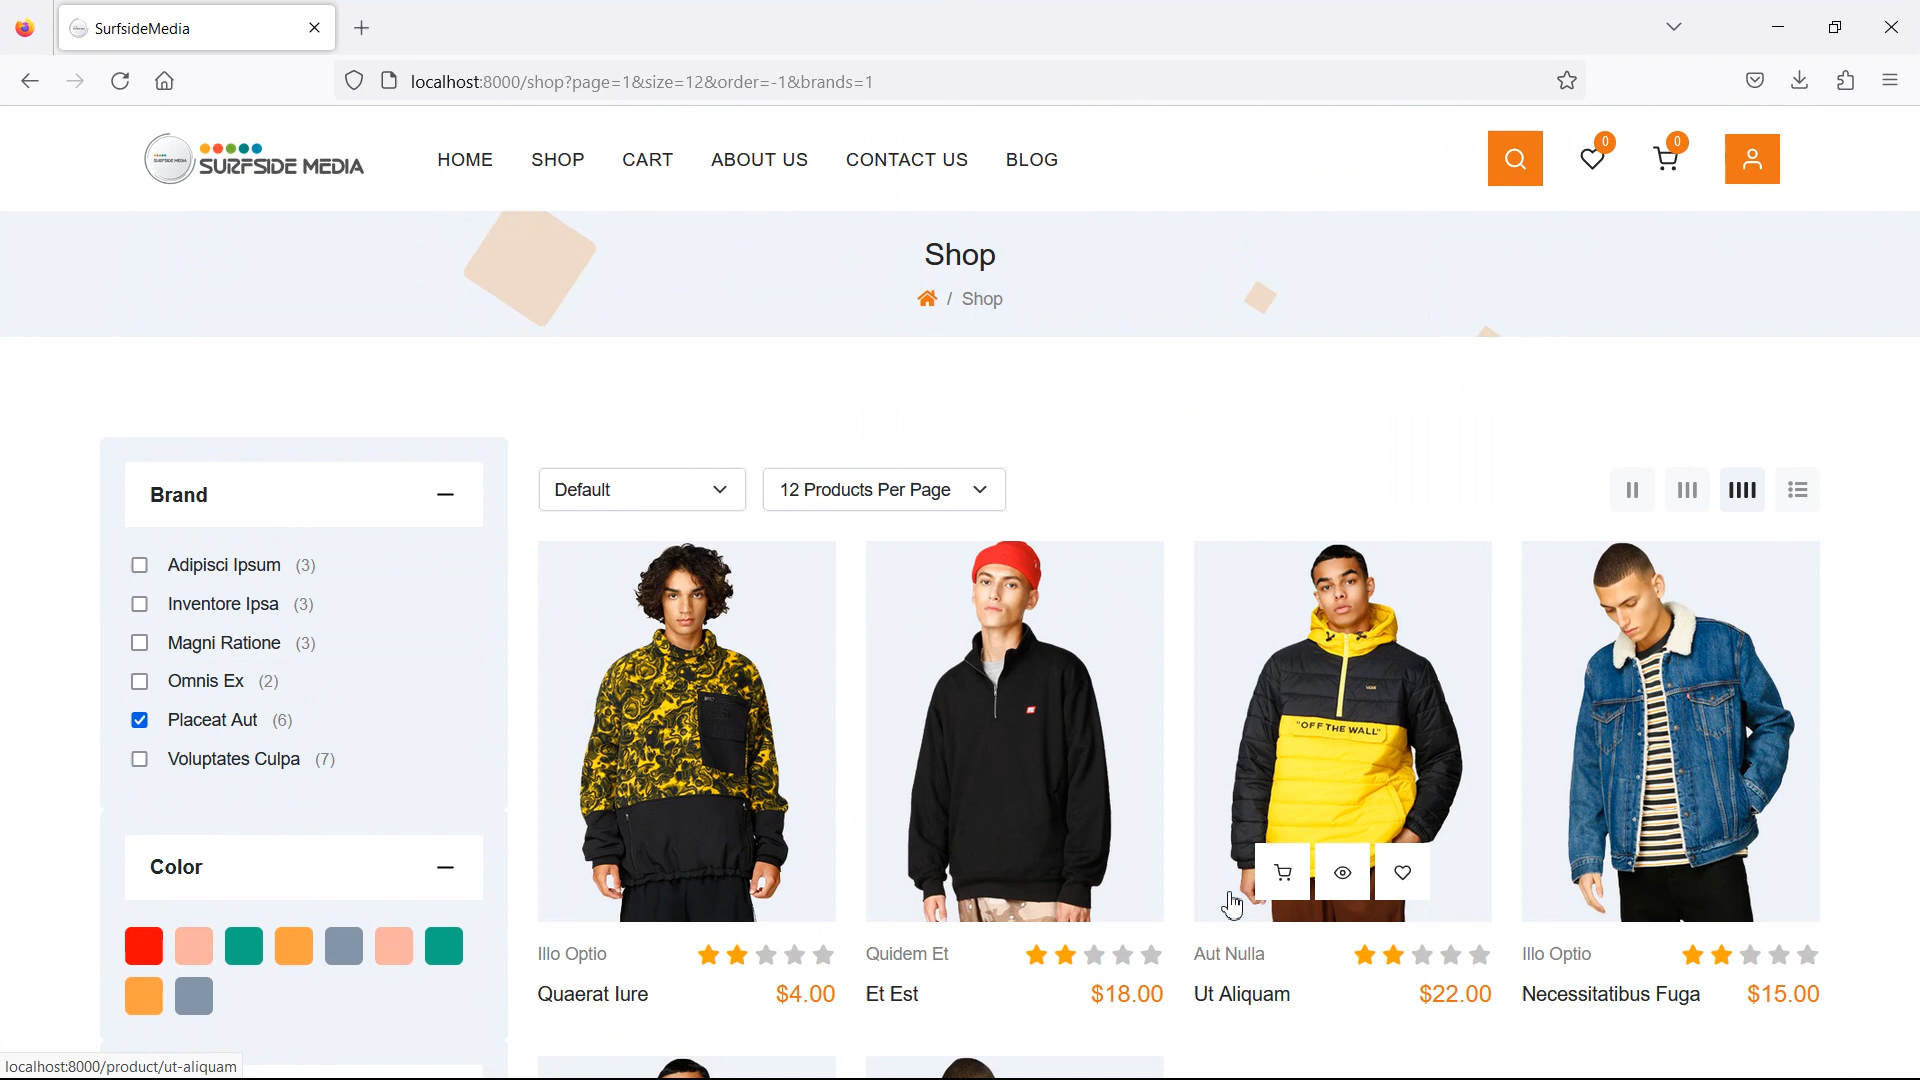 SurfsideMedia
localhost:8000/shop?page=1&size=12&order=-1&brands=1
SURFSIDE MEDIA
HOME SHOP CART ABOUT US CONTACT US BLOG
0 0
Shop
/ Shop
Brand
Adipisci Ipsum (3)
Inventore Ipsa (3)
Magni Ratione (3)
Omnis Ex (2)
Placeat Aut (6)
Voluptates Culpa (7)
Color
Default
12 Products Per Page
"OFF THE WALL"
Illo Optio
Quaerat Iure $4.00
Quidem Et
Et Est $18.00
Aut Nulla
Ut Aliquam $22.00
Illo Optio
Necessitatibus Fuga $15.00
localhost:8000/product/ut-aliquam